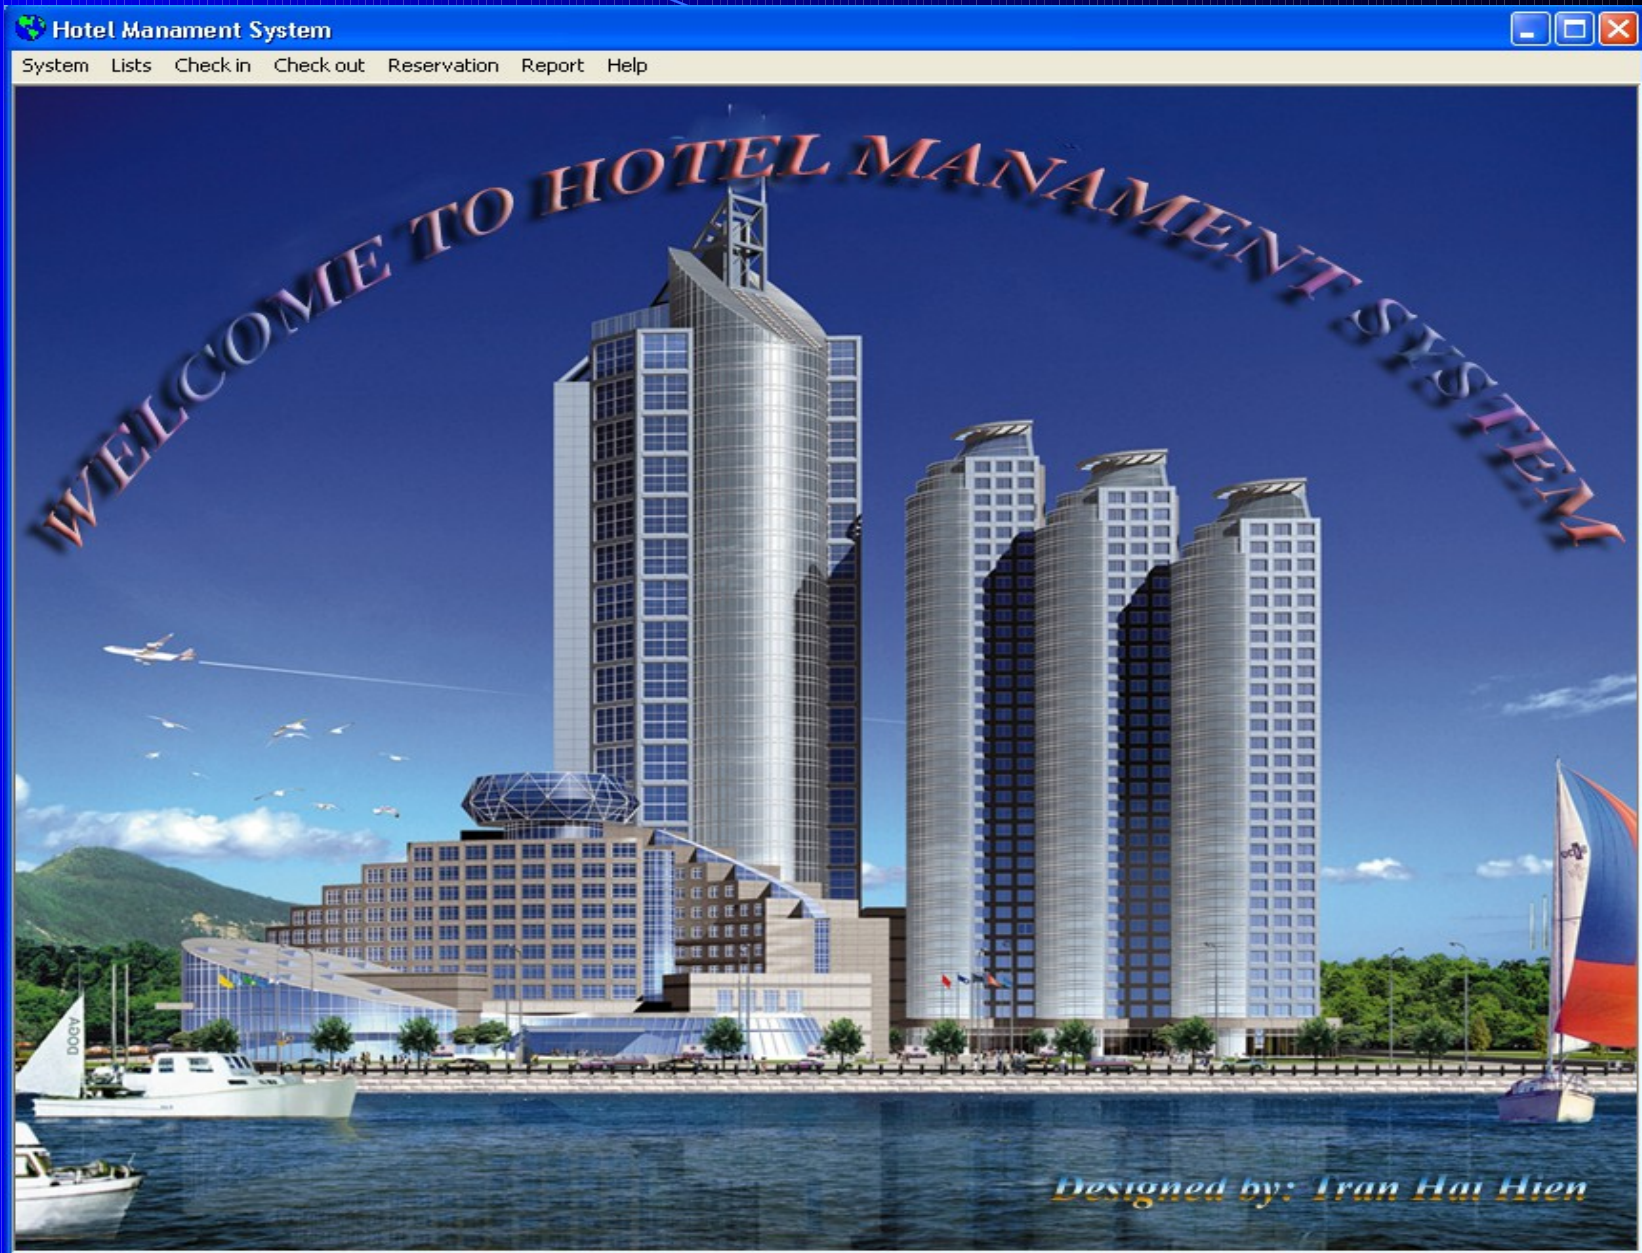 Hotel Manament System
System Lists Check in Check out Reservation Report Help
WELCOME TO HOTEL MANAMENT SYSTEM
DOGA
Designed by: Tran Hai Hien